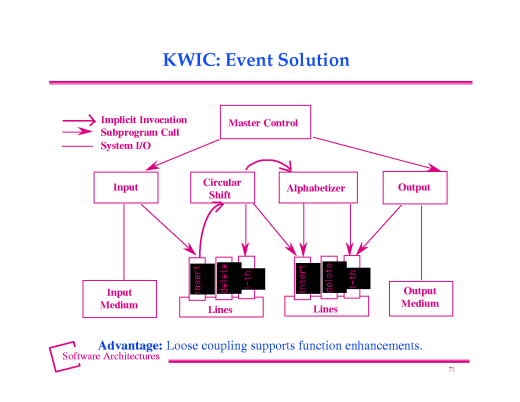 KWIC: Event Solution
Implicit Invocation
Subprogram Call
System I/O
Master Control
Input
Circular
Shift
Alphabetizer
Output
insert
delete
i-th
insert
delete
i-th
Input
Medium
Lines
Lines
Output
Medium
Advantage: Loose coupling supports function enhancements.
Software Architectures
71